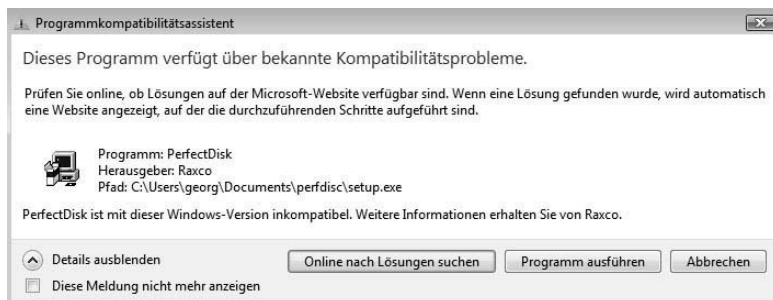 Programmkompatibilitätsassistent
Dieses Programm verfügt über bekannte Kompatibilitätsprobleme.
Prüfen Sie online, ob Lösungen auf der Microsoft-Website verfügbar sind. Wenn eine Lösung gefunden wurde, wird automatisch
eine Website angezeigt, auf der die durchzuführenden Schritte aufgeführt sind.
Programm: PerfectDisk
Herausgeber: Raxco
Pfad: C:\Users\georg\Documents\perfdisc\setup.exe
PerfectDisk ist mit dieser Windows-Version inkompatibel. Weitere Informationen erhalten Sie von Raxco.
Details ausblenden
Online nach Lösungen suchen
Programm ausführen
Abbrechen
Diese Meldung nicht mehr anzeigen